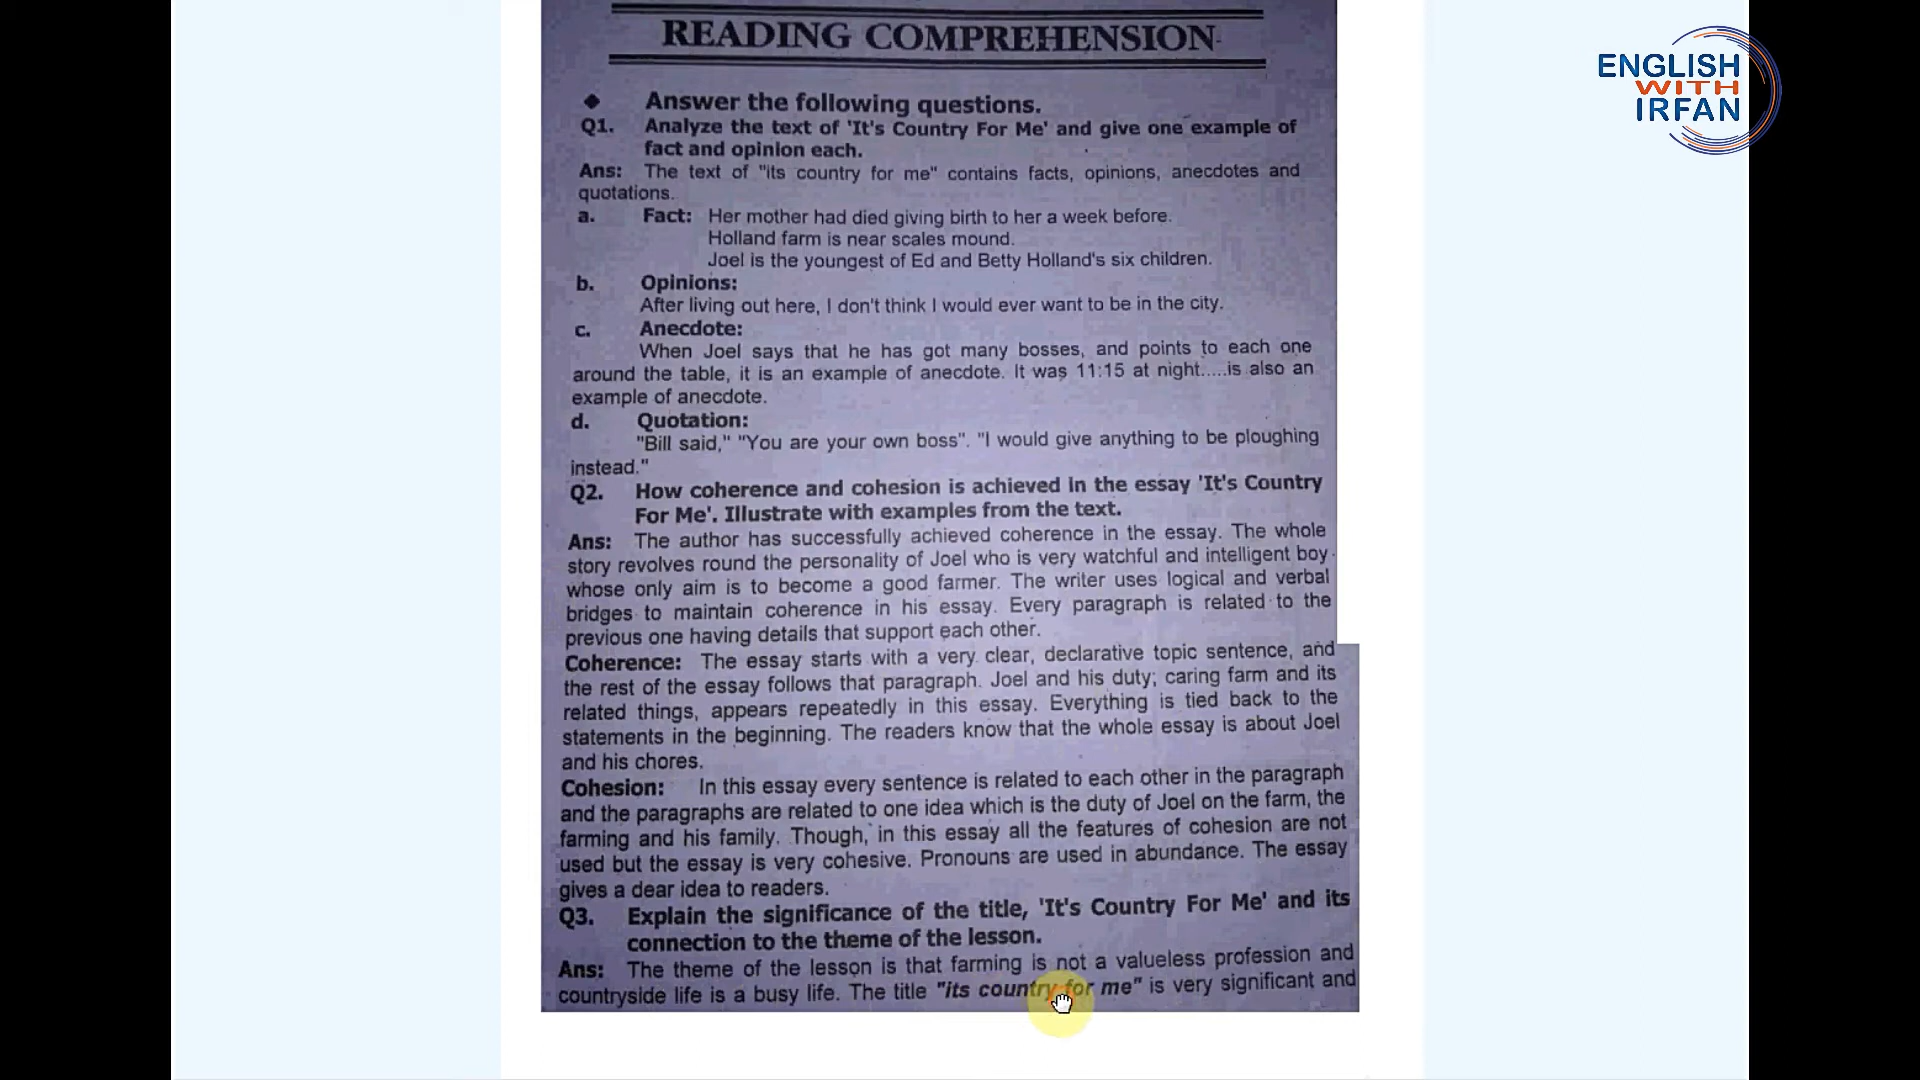 READING COMPREHENSION
ENGLISH
WITH
IRFAN
◆ Answer the following questions.
Q1. Analyze the text of 'It's Country For Me' and give one example of
fact and opinion each.
Ans: The text of "its country for me" contains facts, opinions, anecdotes and
quotations.
a. Fact: Her mother had died giving birth to her a week before.
Holland farm is near scales mound.
Joel is the youngest of Ed and Betty Holland's six children.
b. Opinions:
After living out here, I don't think I would ever want to be in the city.
c. Anecdote:
When Joel says that he has got many bosses, and points to each one
around the table, it is an example of anecdote. It was 11:15 at night.....is also an
example of anecdote.
d. Quotation:
"Bill said," "You are your own boss". "I would give anything to be ploughing
instead."
Q2. How coherence and cohesion is achieved in the essay 'It's Country
For Me'. Illustrate with examples from the text.
Ans: The author has successfully achieved coherence in the essay. The whole
story revolves round the personality of Joel who is very watchful and intelligent boy
whose only aim is to become a good farmer. The writer uses logical and verbal
bridges to maintain coherence in his essay. Every paragraph is related to the
previous one having details that support each other.
Coherence: The essay starts with a very clear, declarative topic sentence, and
the rest of the essay follows that paragraph. Joel and his duty; caring farm and its
related things, appears repeatedly in this essay. Everything is tied back to the
statements in the beginning. The readers know that the whole essay is about Joel
and his chores.
Cohesion: In this essay every sentence is related to each other in the paragraph
and the paragraphs are related to one idea which is the duty of Joel on the farm, the
farming and his family. Though, in this essay all the features of cohesion are not
used but the essay is very cohesive. Pronouns are used in abundance. The essay
gives a dear idea to readers.
Q3. Explain the significance of the title, 'It's Country For Me' and its
connection to the theme of the lesson.
Ans: The theme of the lesson is that farming is not a valueless profession and
countryside life is a busy life. The title "its country for me" is very significant and